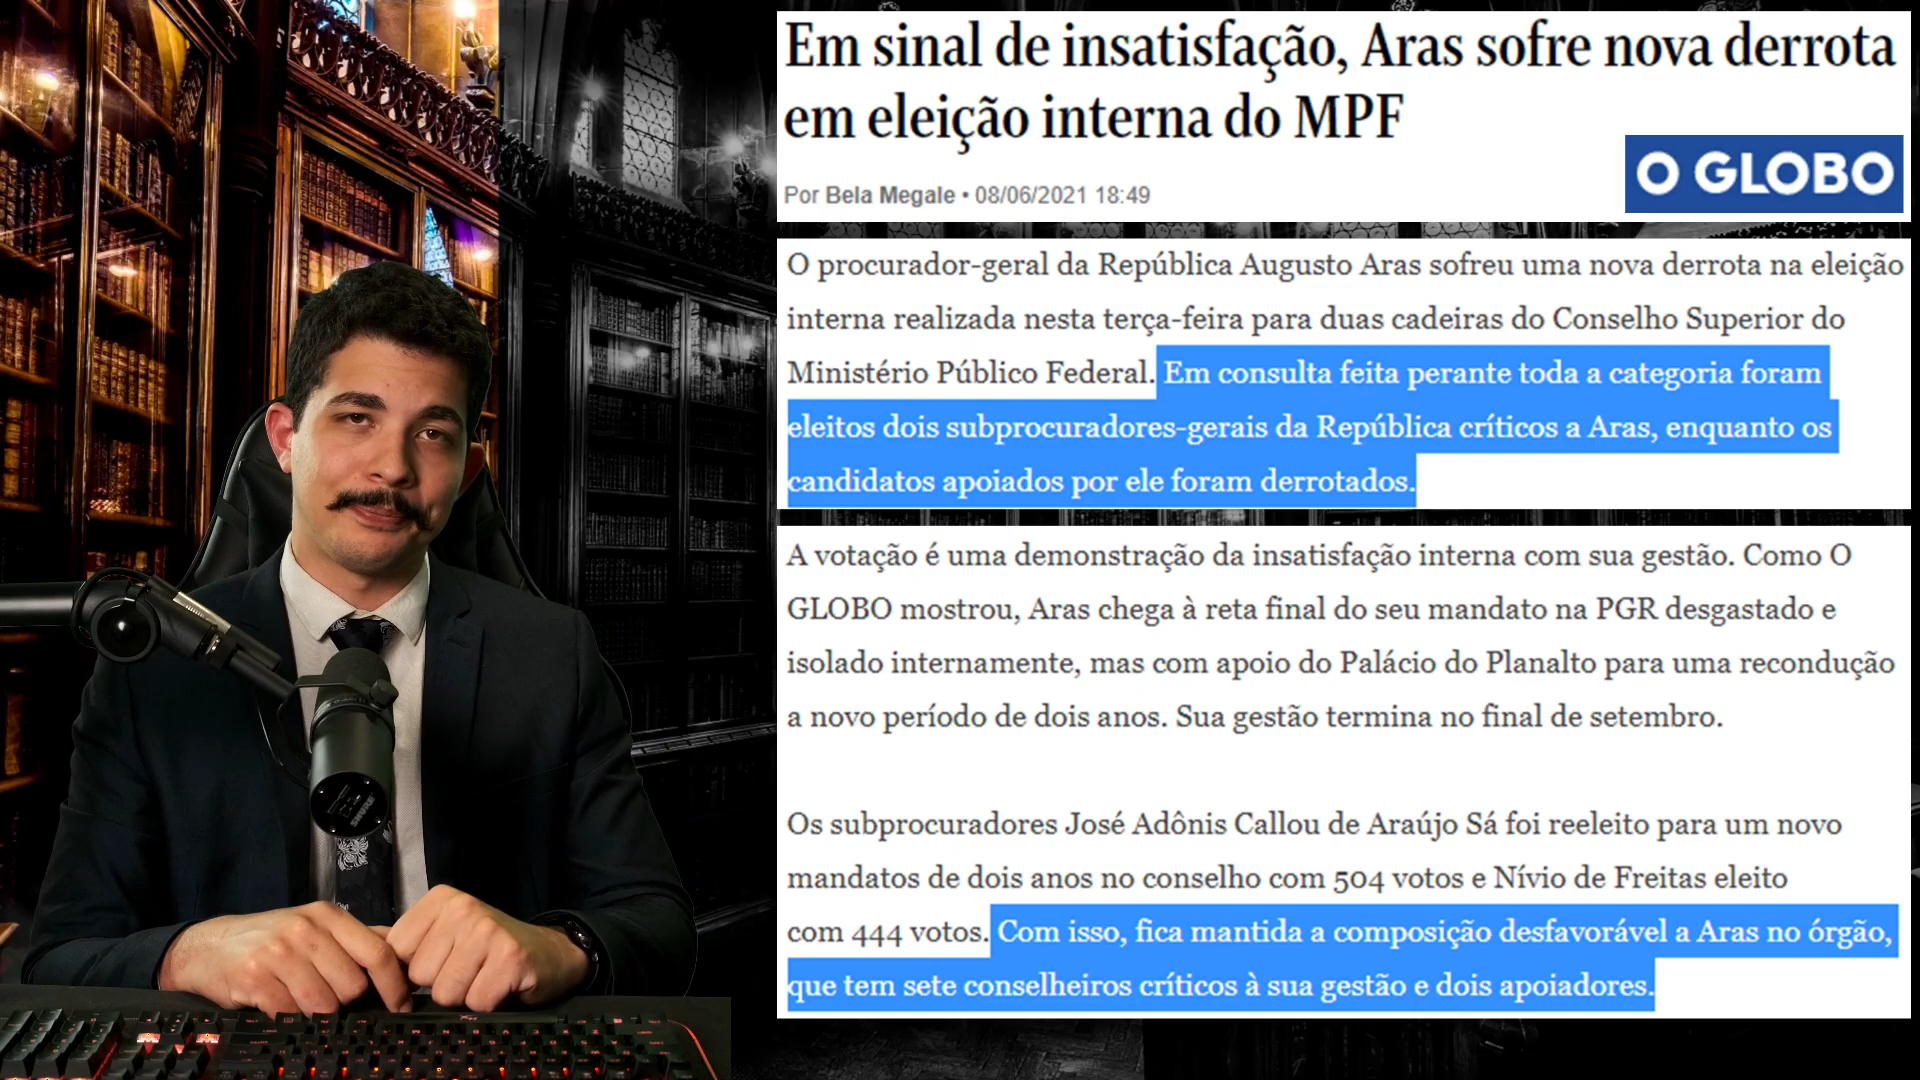 Em sinal de insatisfação, Aras sofre nova derrota
em eleição interna do MPF
O GLOBO
Por Bela Megale • 08/06/2021 18:49
O procurador-geral da República Augusto Aras sofreu uma nova derrota na eleição
interna realizada nesta terça-feira para duas cadeiras do Conselho Superior do
Ministério Público Federal. Em consulta feita perante toda a categoria foram
eleitos dois subprocuradores-gerais da República críticos a Aras, enquanto os
candidatos apoiados por ele foram derrotados.
A votação é uma demonstração da insatisfação interna com sua gestão. Como O
GLOBO mostrou, Aras chega à reta final do seu mandato na PGR desgastado e
isolado internamente, mas com apoio do Palácio do Planalto para uma recondução
a novo período de dois anos. Sua gestão termina no final de setembro.
Os subprocuradores José Adônis Callou de Araújo Sá foi reeleito para um novo
mandatos de dois anos no conselho com 504 votos e Nívio de Freitas eleito
com 444 votos. Com isso, fica mantida a composição desfavorável a Aras no órgão,
que tem sete conselheiros críticos à sua gestão e dois apoiadores.
SHURE